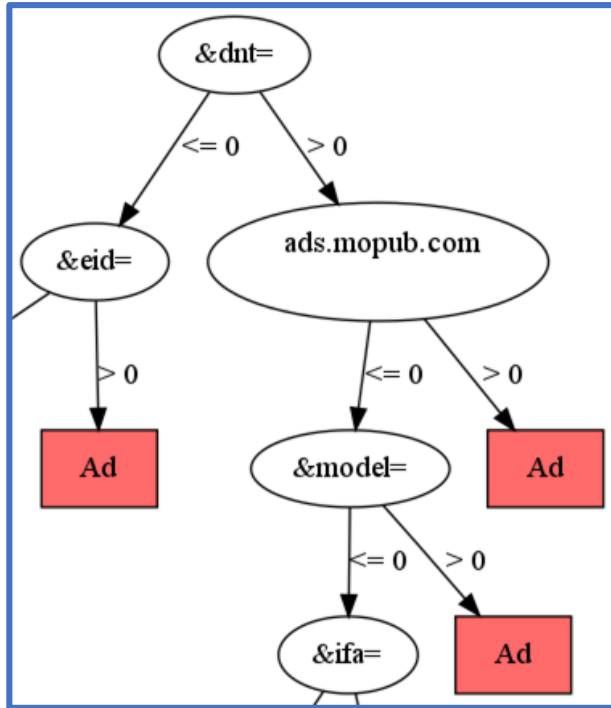 &dnt=
<= 0
> 0
&eid=
ads.mopub.com
> 0
<= 0
> 0
Ad
&model=
Ad
<= 0
> 0
&ifa=
Ad